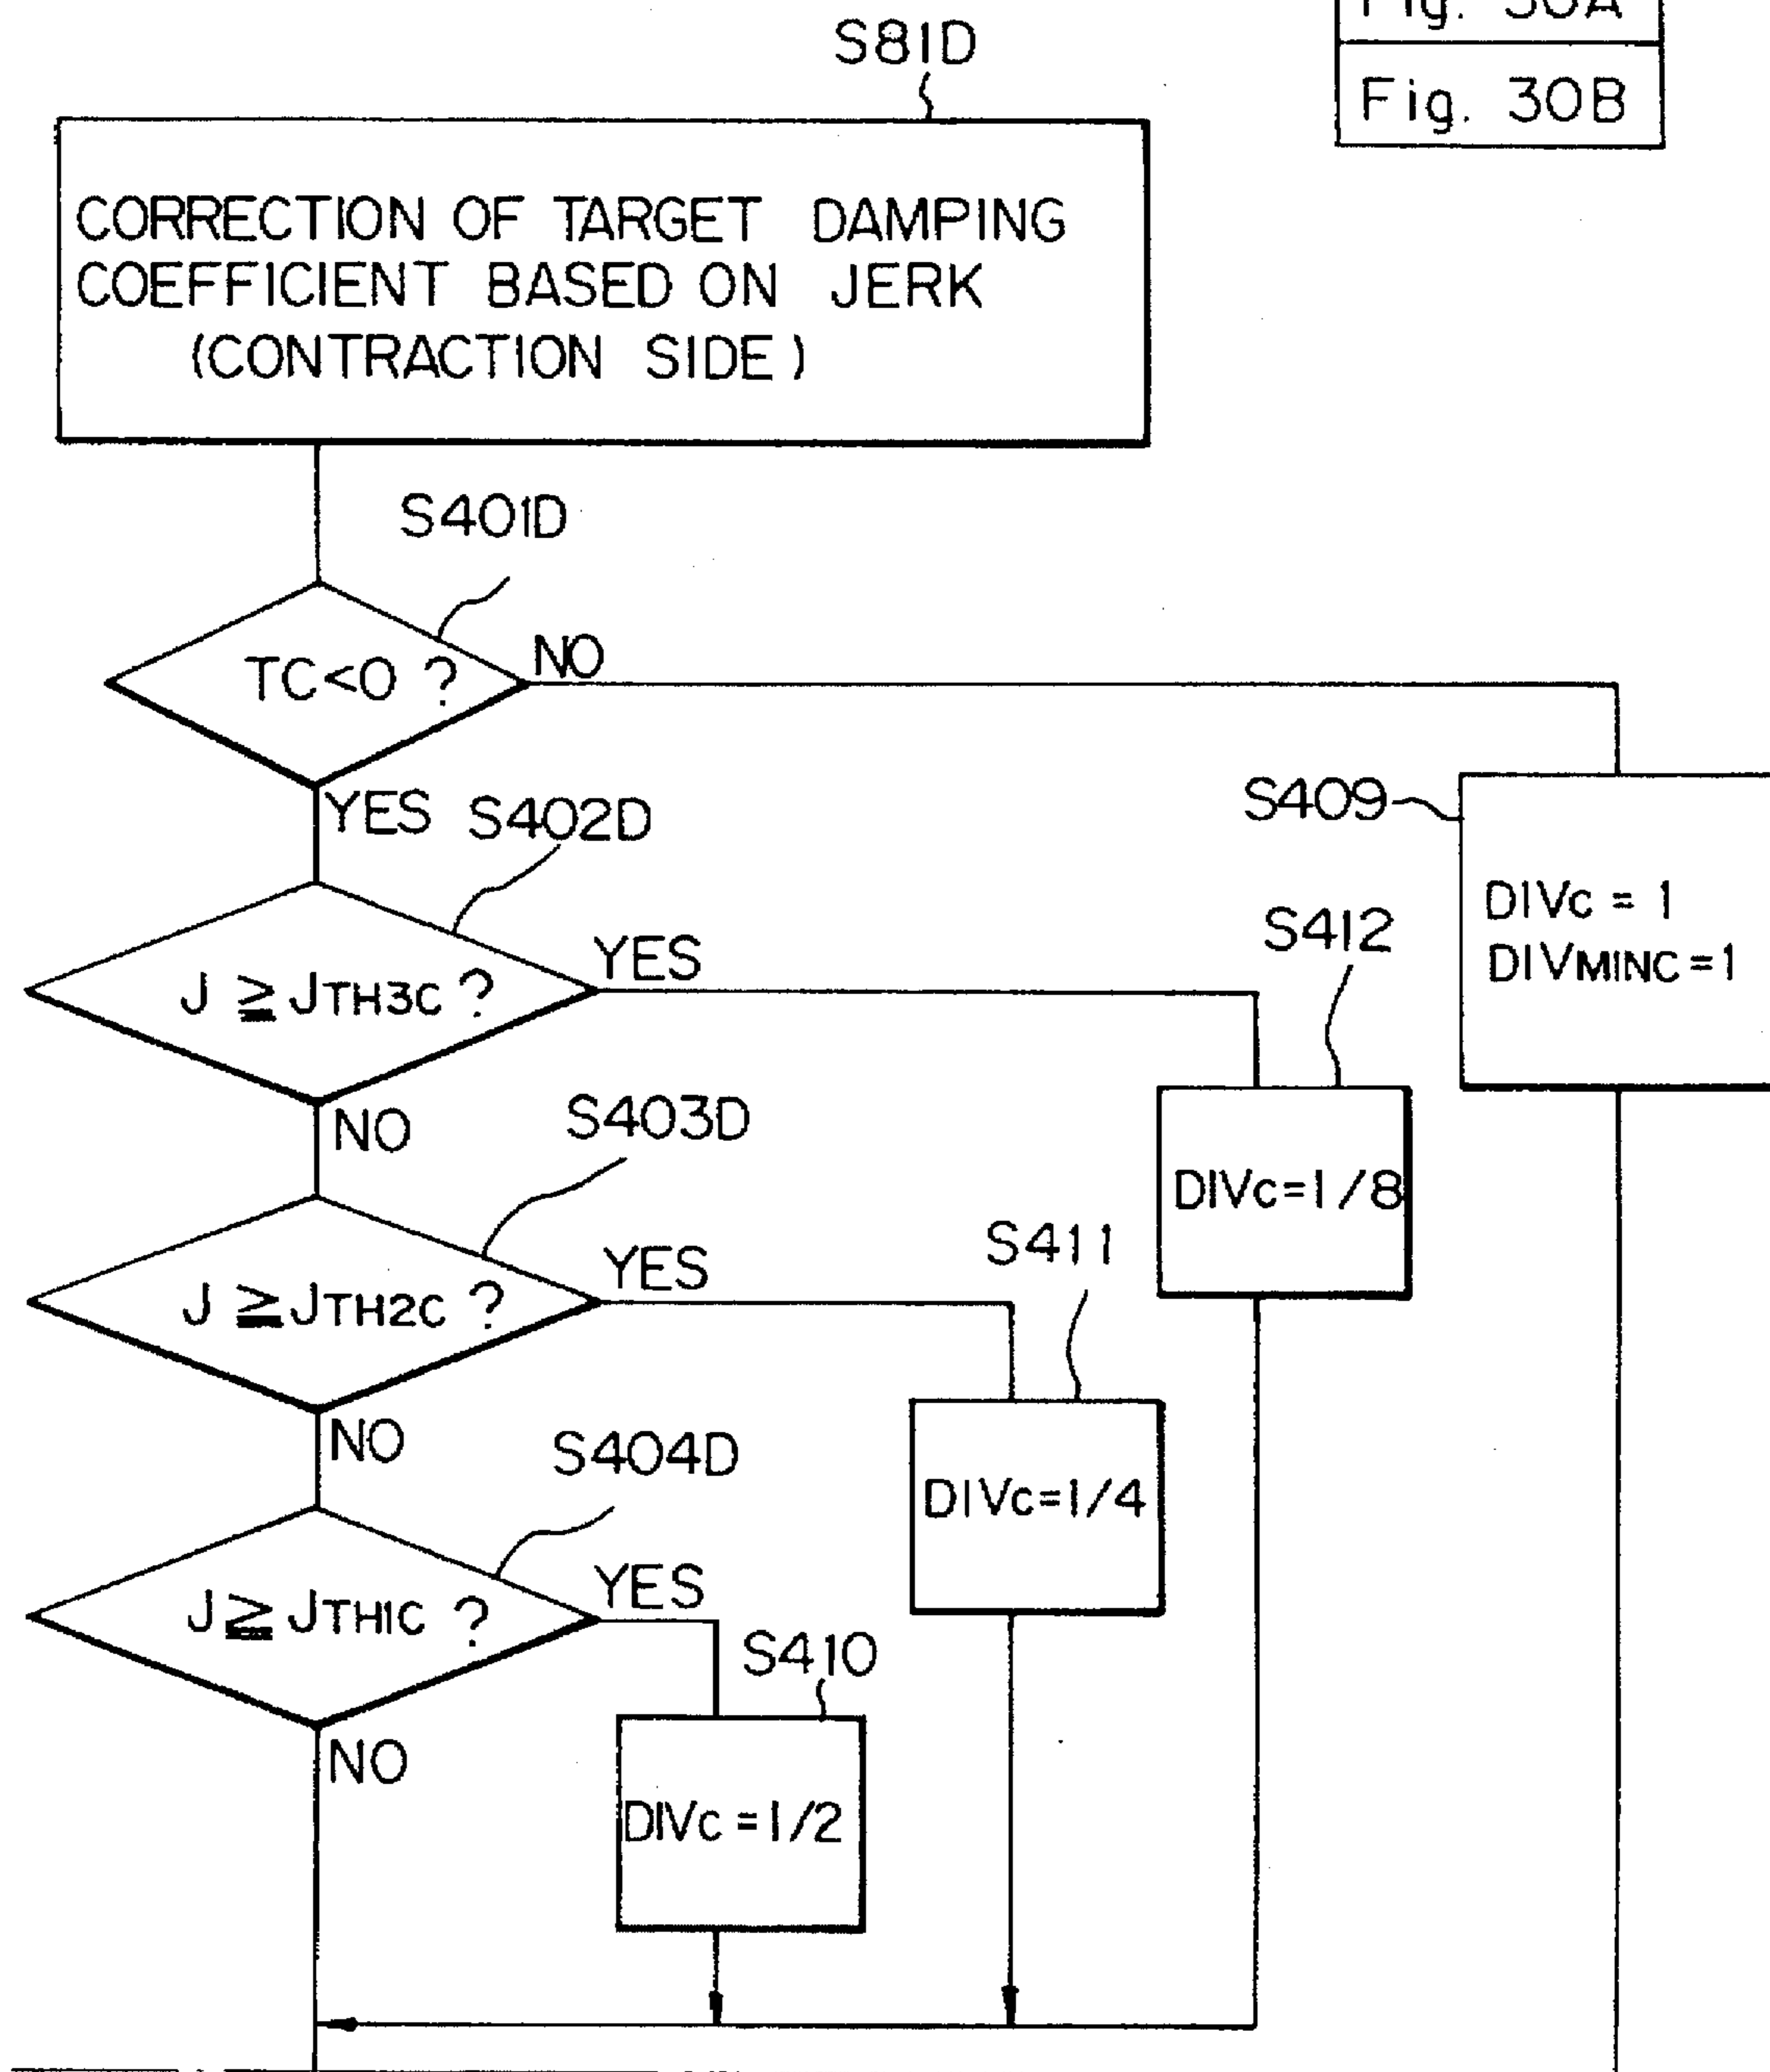 Fig. 30A
Fig. 30B
S81D
CORRECTION OF TARGET DAMPING
COEFFICIENT BASED ON JERK
(CONTRACTION SIDE)
S401D
TC<0 ?
NO
YES
S402D
S409
DIVC = 1
DIVMINC = 1
J ≧ JTH3C ?
YES
S412
NO
S403D
DIVC=1/8
J ≧ JTH2C ?
YES
S411
NO
S404D
DIVC=1/4
J ≧ JTH1C ?
YES
S410
NO
DIVC = 1/2